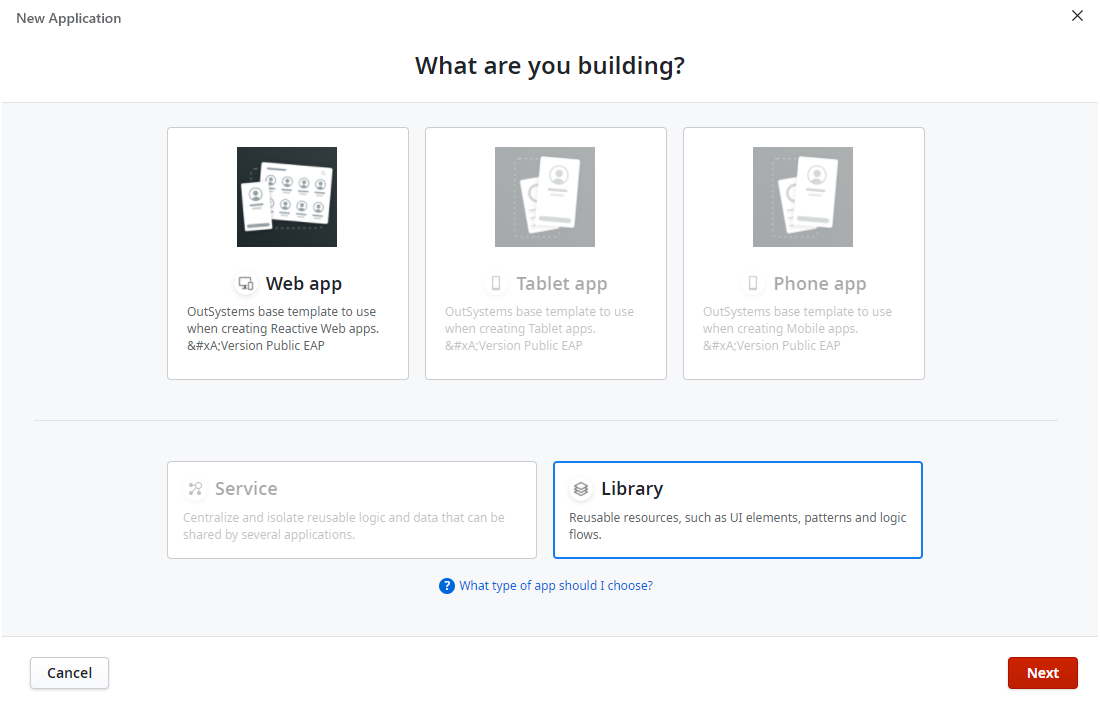 New Application
What are you building?
Web app
OutSystems base template to use
when creating Reactive Web apps.
&#xA;Version Public EAP
Tablet app
OutSystems base template to use
when creating Tablet apps.
&#xA;Version Public EAP
Phone app
OutSystems base template to use
when creating Mobile apps.
&#xA;Version Public EAP
Service
Centralize and isolate reusable logic and data that can be
shared by several applications.
Library
Reusable resources, such as UI elements, patterns and logic
flows.
? What type of app should I choose?
Cancel
Next